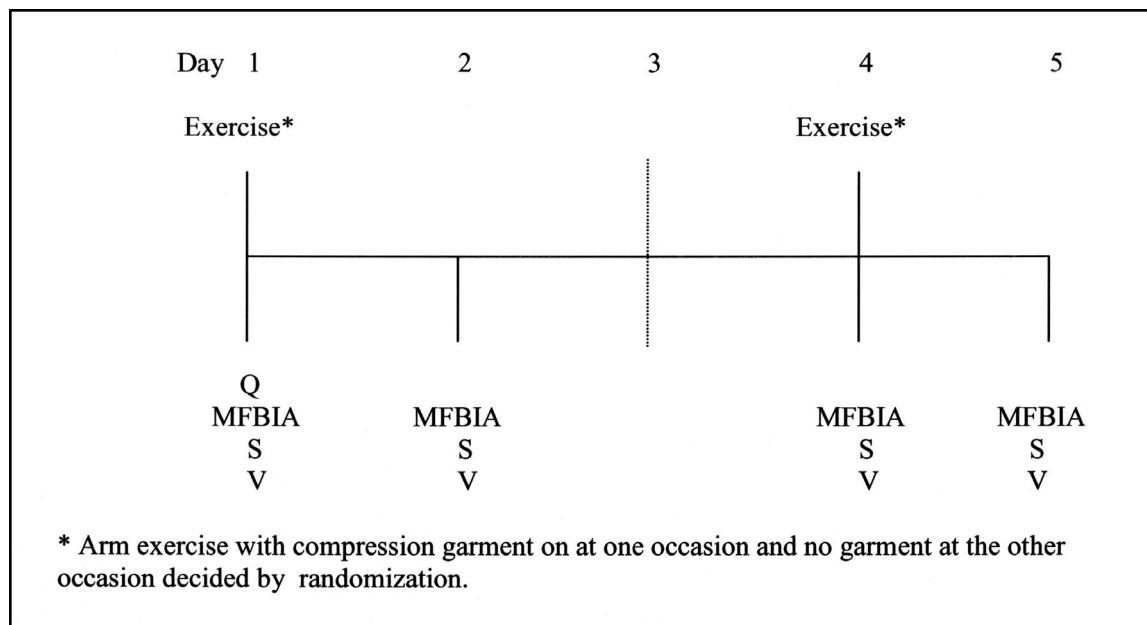 Day 1 2 3 4 5
Exercise* Exercise*
Q
MFBIA MFBIA MFBIA MFBIA
S S S S
V V V V
* Arm exercise with compression garment on at one occasion and no garment at the other
occasion decided by randomization.